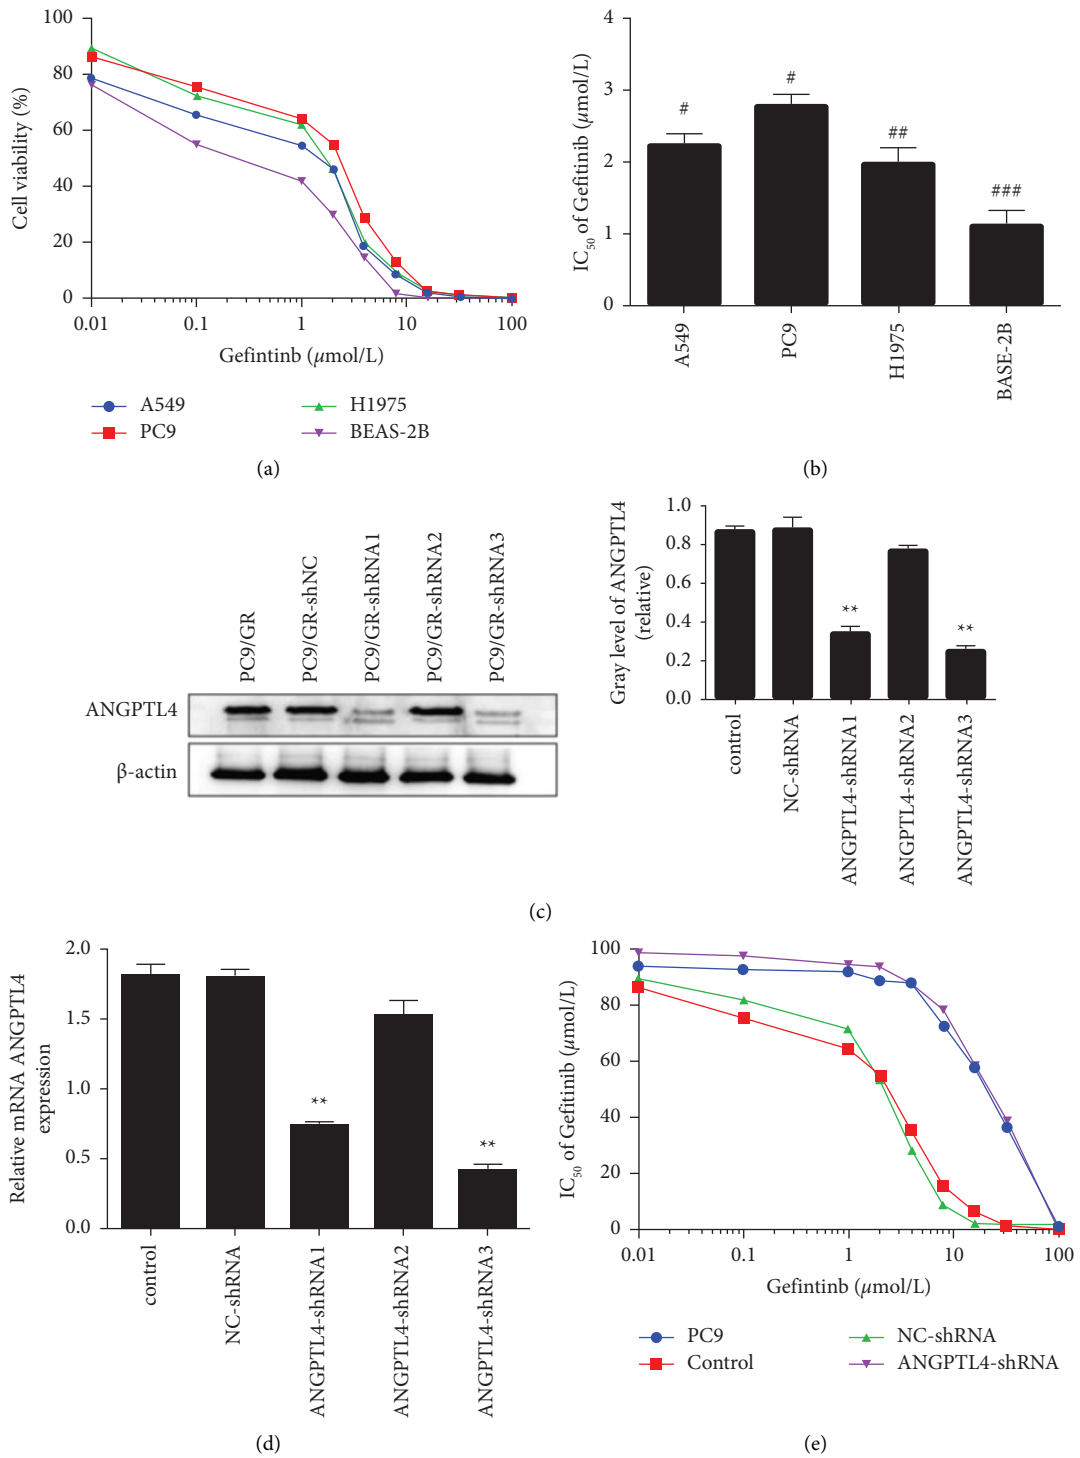 100
80
60
40
20
0
Cell viability (%)
0.01 0.1 1 10 100
Gefintinb (μmol/L)
A549 H1975
PC9 BEAS-2B
(a)
4
3
2
1
0
IC50 of Gefitinib (μmol/L)
# # ## ###
A549 PC9 H1975 BASE-2B
(b)
PC9/GR PC9/GR-shNC PC9/GR-shRNA1 PC9/GR-shRNA2 PC9/GR-shRNA3
ANGPTL4
β-actin
1.0
0.8
0.6
0.4
0.2
0.0
Gray level of ANGPTL4
(relative)
** **
control NC-shRNA ANGPTL4-shRNA1 ANGPTL4-shRNA2 ANGPTL4-shRNA3
(c)
2.0
1.5
1.0
0.5
0.0
Relative mRNA ANGPTL4
expression
** **
control NC-shRNA ANGPTL4-shRNA1 ANGPTL4-shRNA2 ANGPTL4-shRNA3
(d)
100
80
60
40
20
0
IC50 of Gefitinib (μmol/L)
0.01 0.1 1 10 100
Gefintinb (μmol/L)
PC9 NC-shRNA
Control ANGPTL4-shRNA
(e)